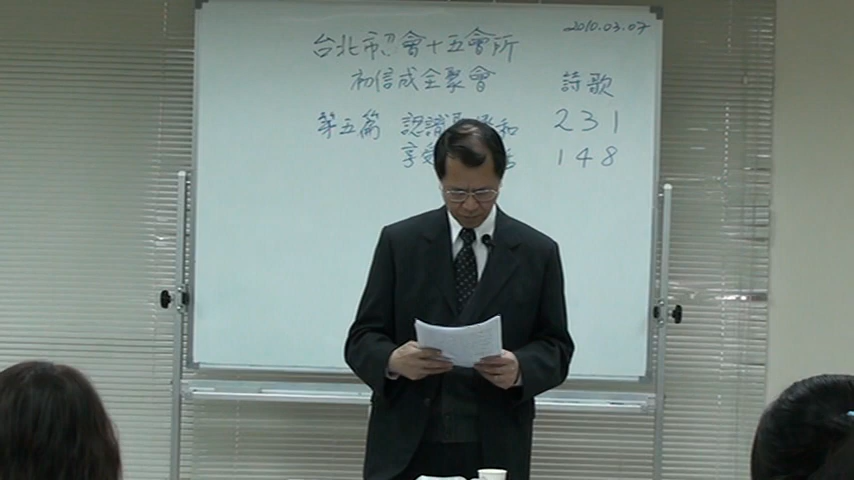 2010.03.07
台北市召會十五會所
初信成全聚會 詩歌
第五篇 認識 和 231
享受 148